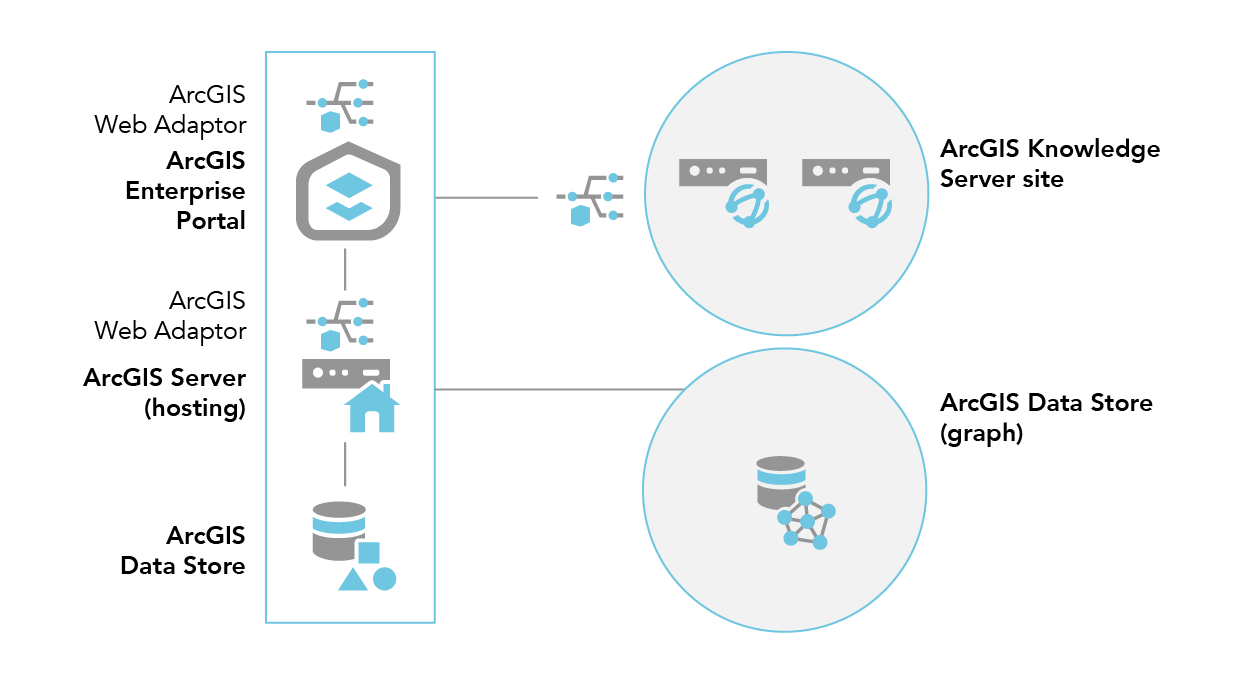 ArcGIS
Web Adaptor
ArcGIS
Enterprise
Portal
ArcGIS
Web Adaptor
ArcGIS Server
(hosting)
ArcGIS
Data Store
ArcGIS Knowledge
Server site
ArcGIS Data Store
(graph)